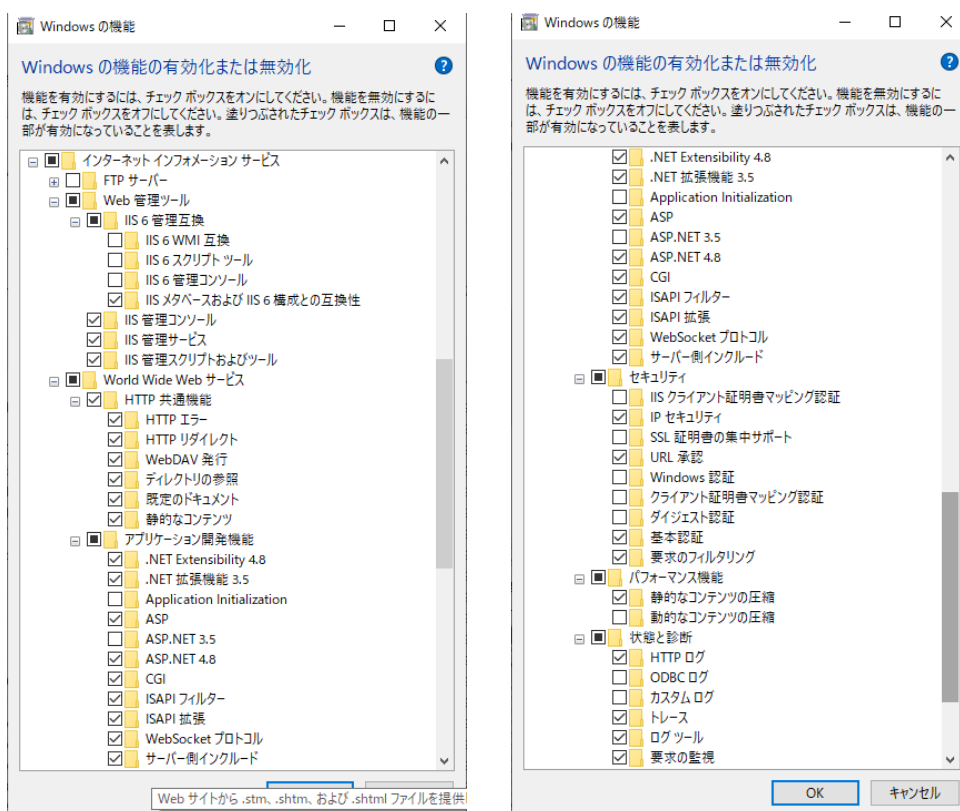 Windows の機能
Windows の機能の有効化または無効化
機能を有効にするには、チェック ボックスをオンにしてください。機能を無効にするに
は、チェック ボックスをオフにしてください。塗りつぶされたチェック ボックスは、機能の一
部が有効になっていることを表します。
インターネット インフォメーション サービス
FTP サーバー
Web 管理ツール
IIS 6 管理互換
IIS 6 WMI 互換
IIS 6 スクリプト ツール
IIS 6 管理コンソール
IIS メタベースおよび IIS 6 構成との互換性
IIS 管理コンソール
IIS 管理サービス
IIS 管理スクリプトおよびツール
World Wide Web サービス
HTTP 共通機能
HTTP エラー
HTTP リダイレクト
WebDAV 発行
ディレクトリの参照
既定のドキュメント
静的なコンテンツ
アプリケーション開発機能
.NET Extensibility 4.8
.NET 拡張機能 3.5
Application Initialization
ASP
ASP.NET 3.5
ASP.NET 4.8
CGI
ISAPI フィルター
ISAPI 拡張
WebSocket プロトコル
サーバー側インクルード
Web サイトから .stm、.shtm、および .shtml ファイルを提供
Windows の機能
Windows の機能の有効化または無効化
機能を有効にするには、チェック ボックスをオンにしてください。機能を無効にするに
は、チェック ボックスをオフにしてください。塗りつぶされたチェック ボックスは、機能の一
部が有効になっていることを表します。
.NET Extensibility 4.8
.NET 拡張機能 3.5
Application Initialization
ASP
ASP.NET 3.5
ASP.NET 4.8
CGI
ISAPI フィルター
ISAPI 拡張
WebSocket プロトコル
サーバー側インクルード
セキュリティ
IIS クライアント証明書マッピング認証
IP セキュリティ
SSL 証明書の集中サポート
URL 承認
Windows 認証
クライアント証明書マッピング認証
ダイジェスト認証
基本認証
要求のフィルタリング
パフォーマンス機能
静的なコンテンツの圧縮
動的なコンテンツの圧縮
状態と診断
HTTP ログ
ODBC ログ
カスタム ログ
トレース
ログ ツール
要求の監視
OK
キャンセル